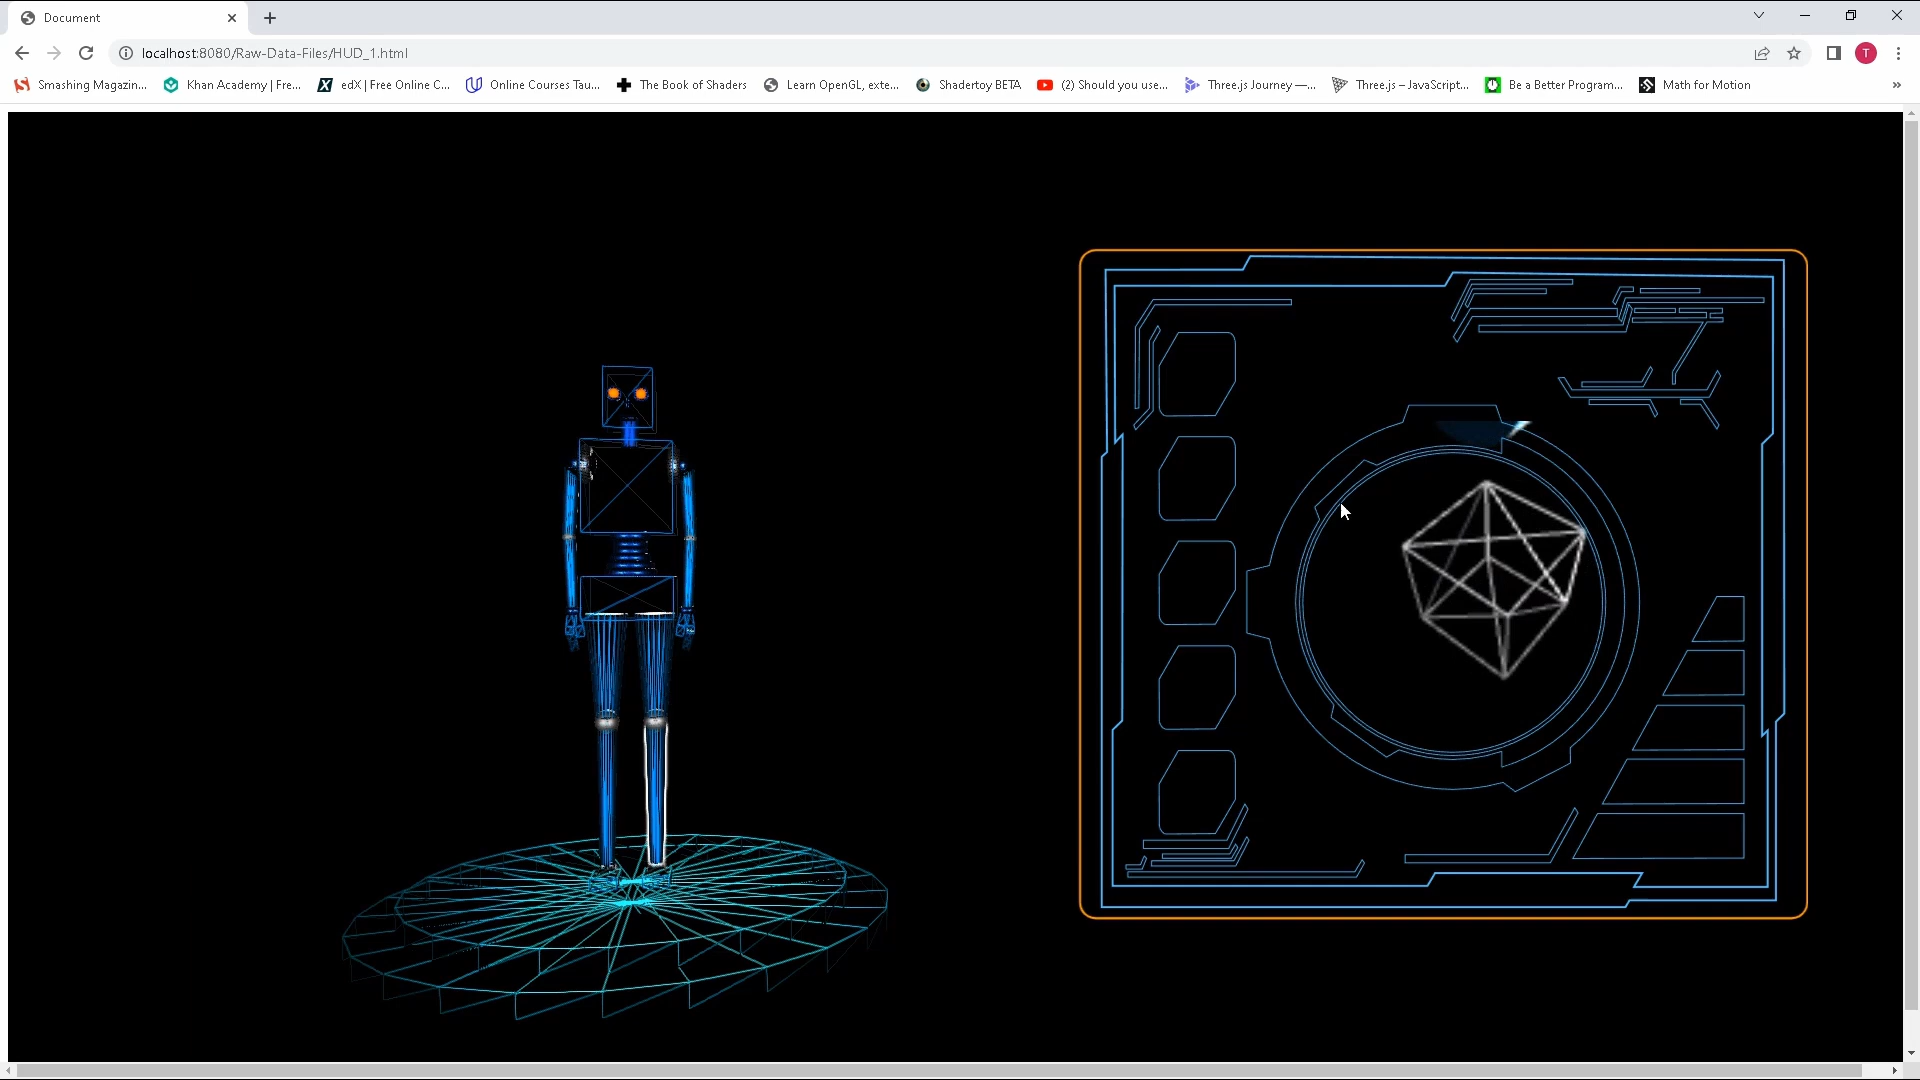 Document
localhost:8080/Raw-Data-Files/HUD_1.html
T
Smashing Magazin... Khan Academy | Fre... edX | Free Online C... Online Courses Tau... The Book of Shaders Learn OpenGL, exte... Shadertoy BETA (2) Should you use... Three.js Journey —... Three.js – JavaScript... Be a Better Program... Math for Motion »